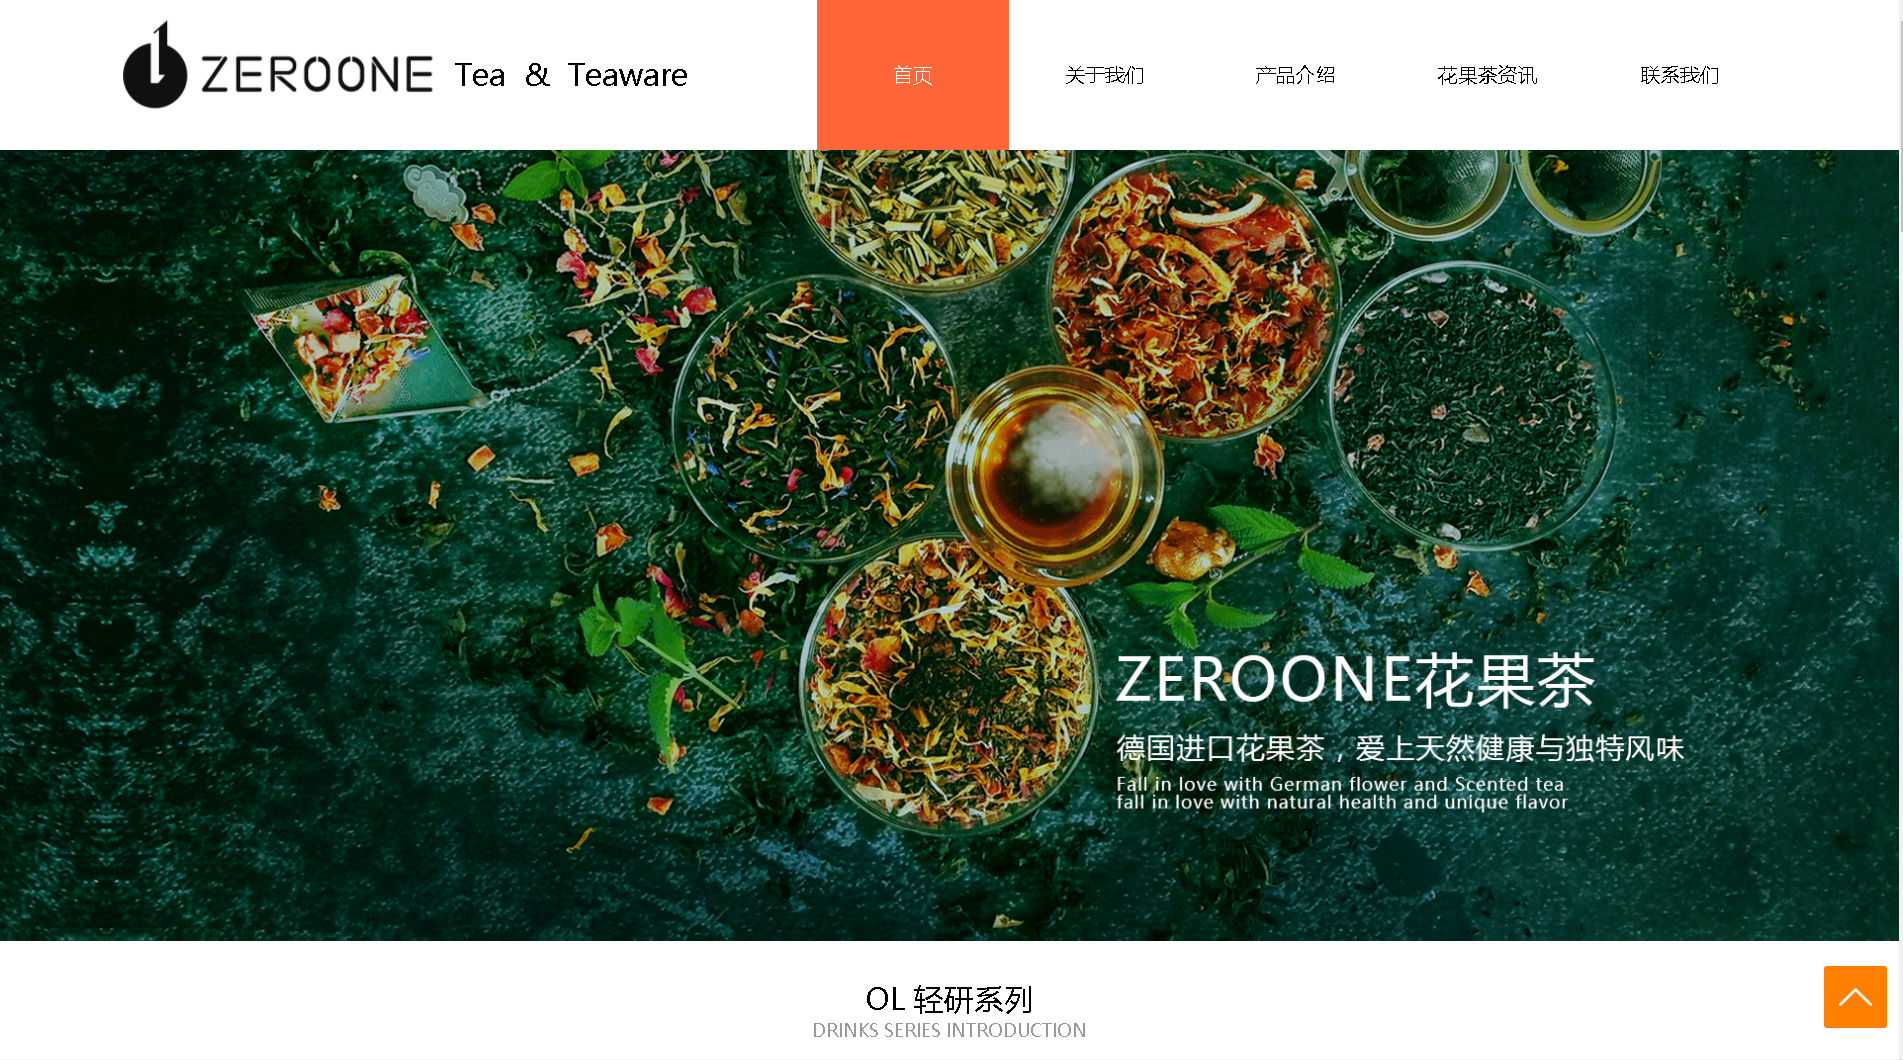 ZEROONE Tea & Teaware
首页 关于我们 产品介绍 花果茶资讯 联系我们
ZEROONE花果茶
德国进口花果茶，爱上天然健康与独特风味
Fall in love with German flower and Scented tea
fall in love with natural health and unique flavor
OL 轻研系列
DRINKS SERIES INTRODUCTION